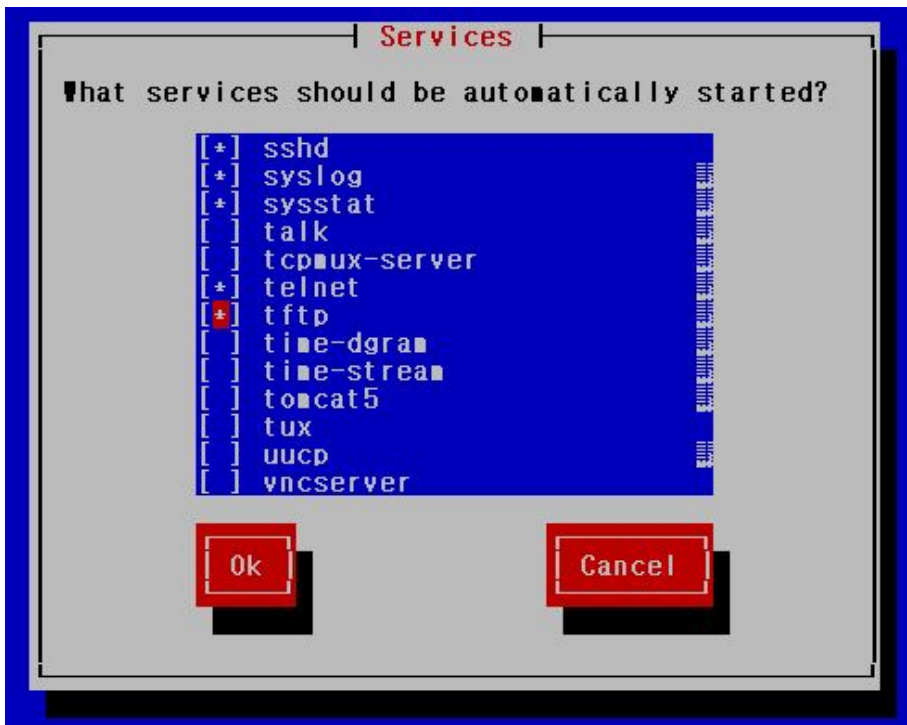 Services
What services should be automatically started?
[*] sshd
[*] syslog
[*] sysstat
[ ] talk
[ ] tcpmux-server
[*] telnet
[*] tftp
[ ] time-dgram
[ ] time-stream
[ ] tomcat5
[ ] tux
[ ] uucp
[ ] vncserver
Ok Cancel